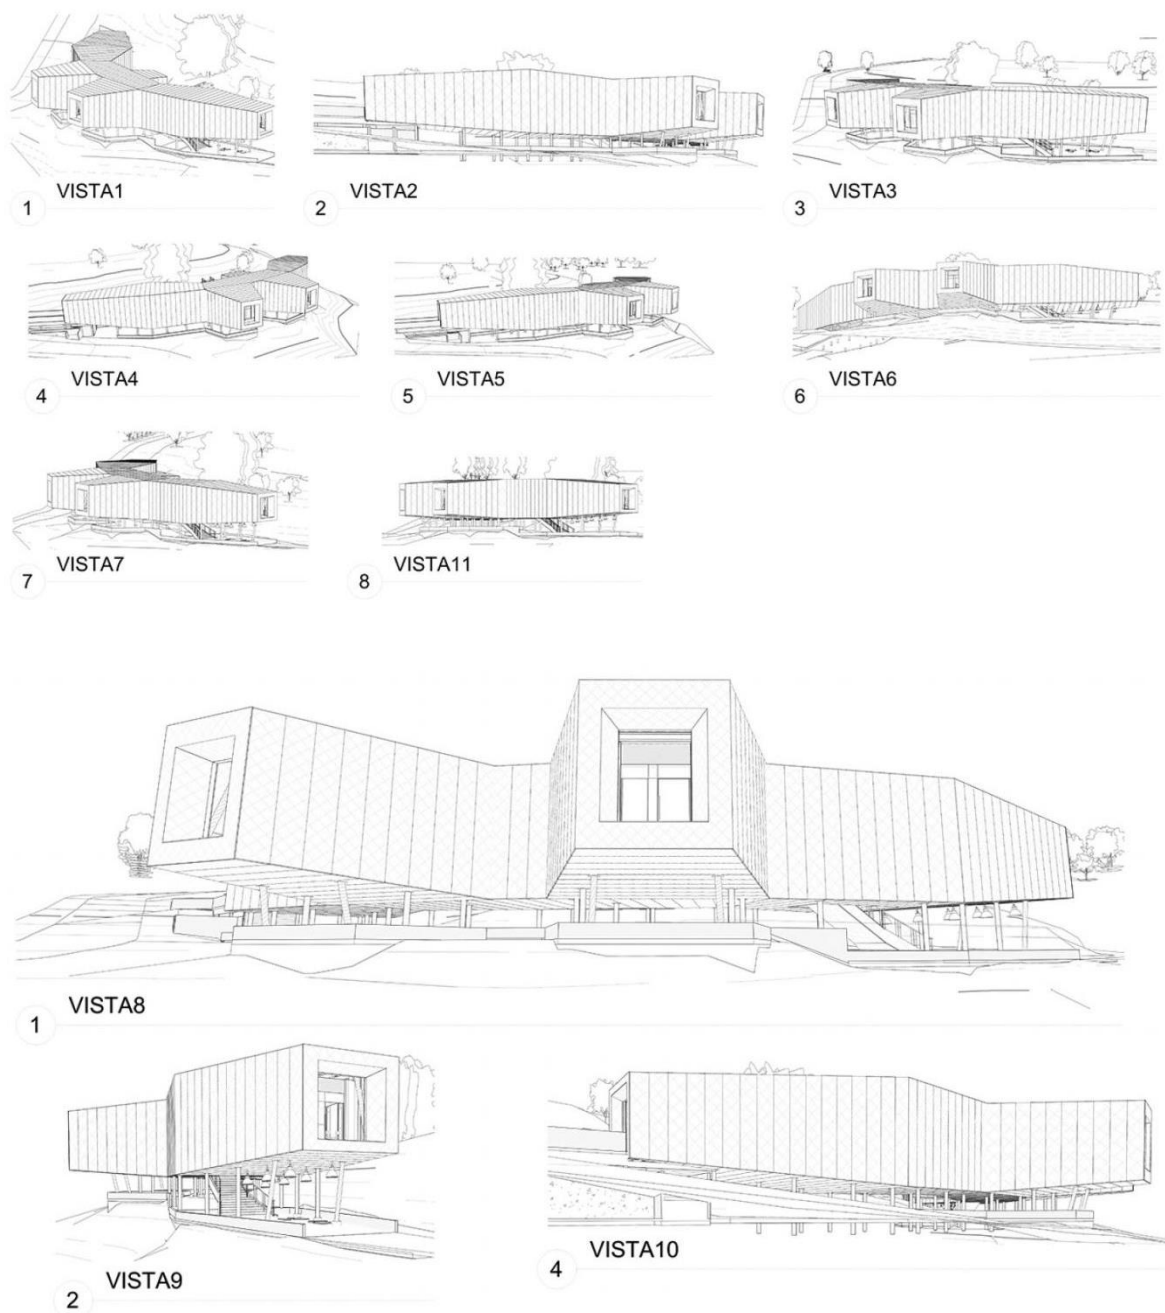 1 VISTA1
2 VISTA2
3 VISTA3
4 VISTA4
5 VISTA5
6 VISTA6
7 VISTA7
8 VISTA11
1 VISTA8
2 VISTA9
4 VISTA10